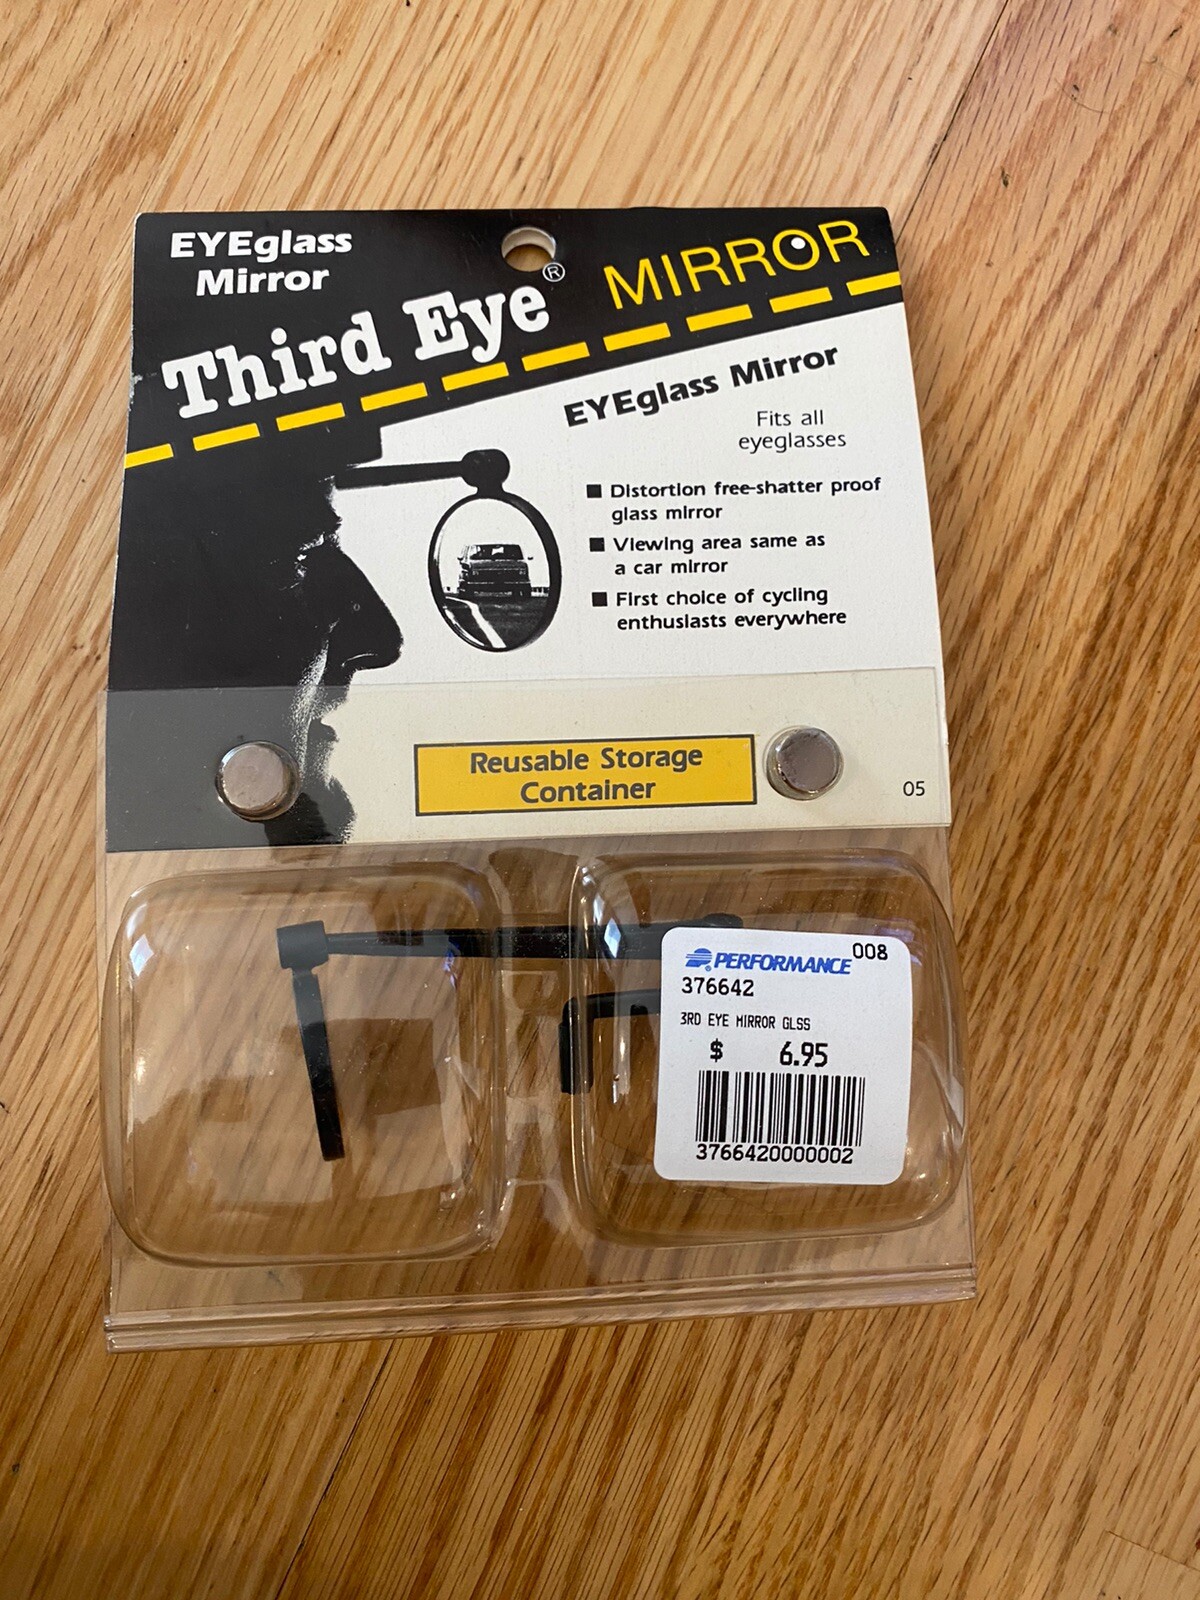 EYEglass
Mirror
Third Eye® MIRROR
EYEglass Mirror
Fits all
eyeglasses
■ Distortion free-shatter proof
glass mirror
■ Viewing area same as
a car mirror
■ First choice of cycling
enthusiasts everywhere
Reusable Storage
Container
05
PERFORMANCE 008
376642
3RD EYE MIRROR GLSS
$ 6.95
3766420000002